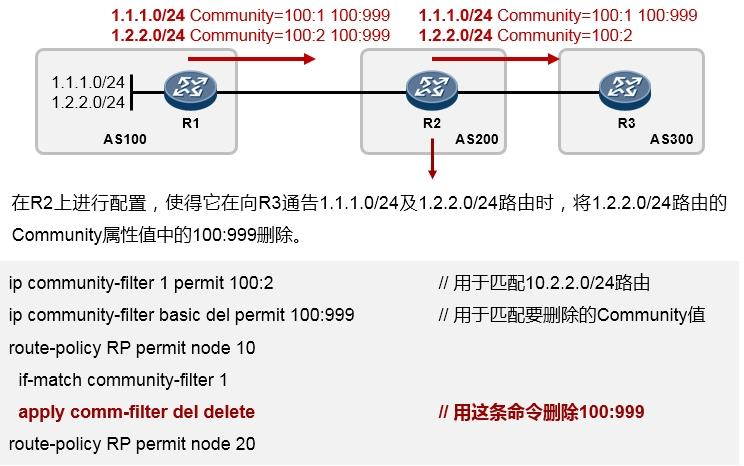 1.1.1.0/24 Community=100:1 100:999
1.2.2.0/24 Community=100:2 100:999
1.1.1.0/24 Community=100:1 100:999
1.2.2.0/24 Community=100:2
1.1.1.0/24
1.2.2.0/24
R1
AS100
R2
AS200
R3
AS300
在R2上进行配置，使得它在向R3通告1.1.1.0/24及1.2.2.0/24路由时，将1.2.2.0/24路由的
Community属性值中的100:999删除。
ip community-filter 1 permit 100:2 // 用于匹配10.2.2.0/24路由
ip community-filter basic del permit 100:999 // 用于匹配要删除的Community值
route-policy RP permit node 10
if-match community-filter 1
apply comm-filter del delete // 用这条命令删除100:999
route-policy RP permit node 20